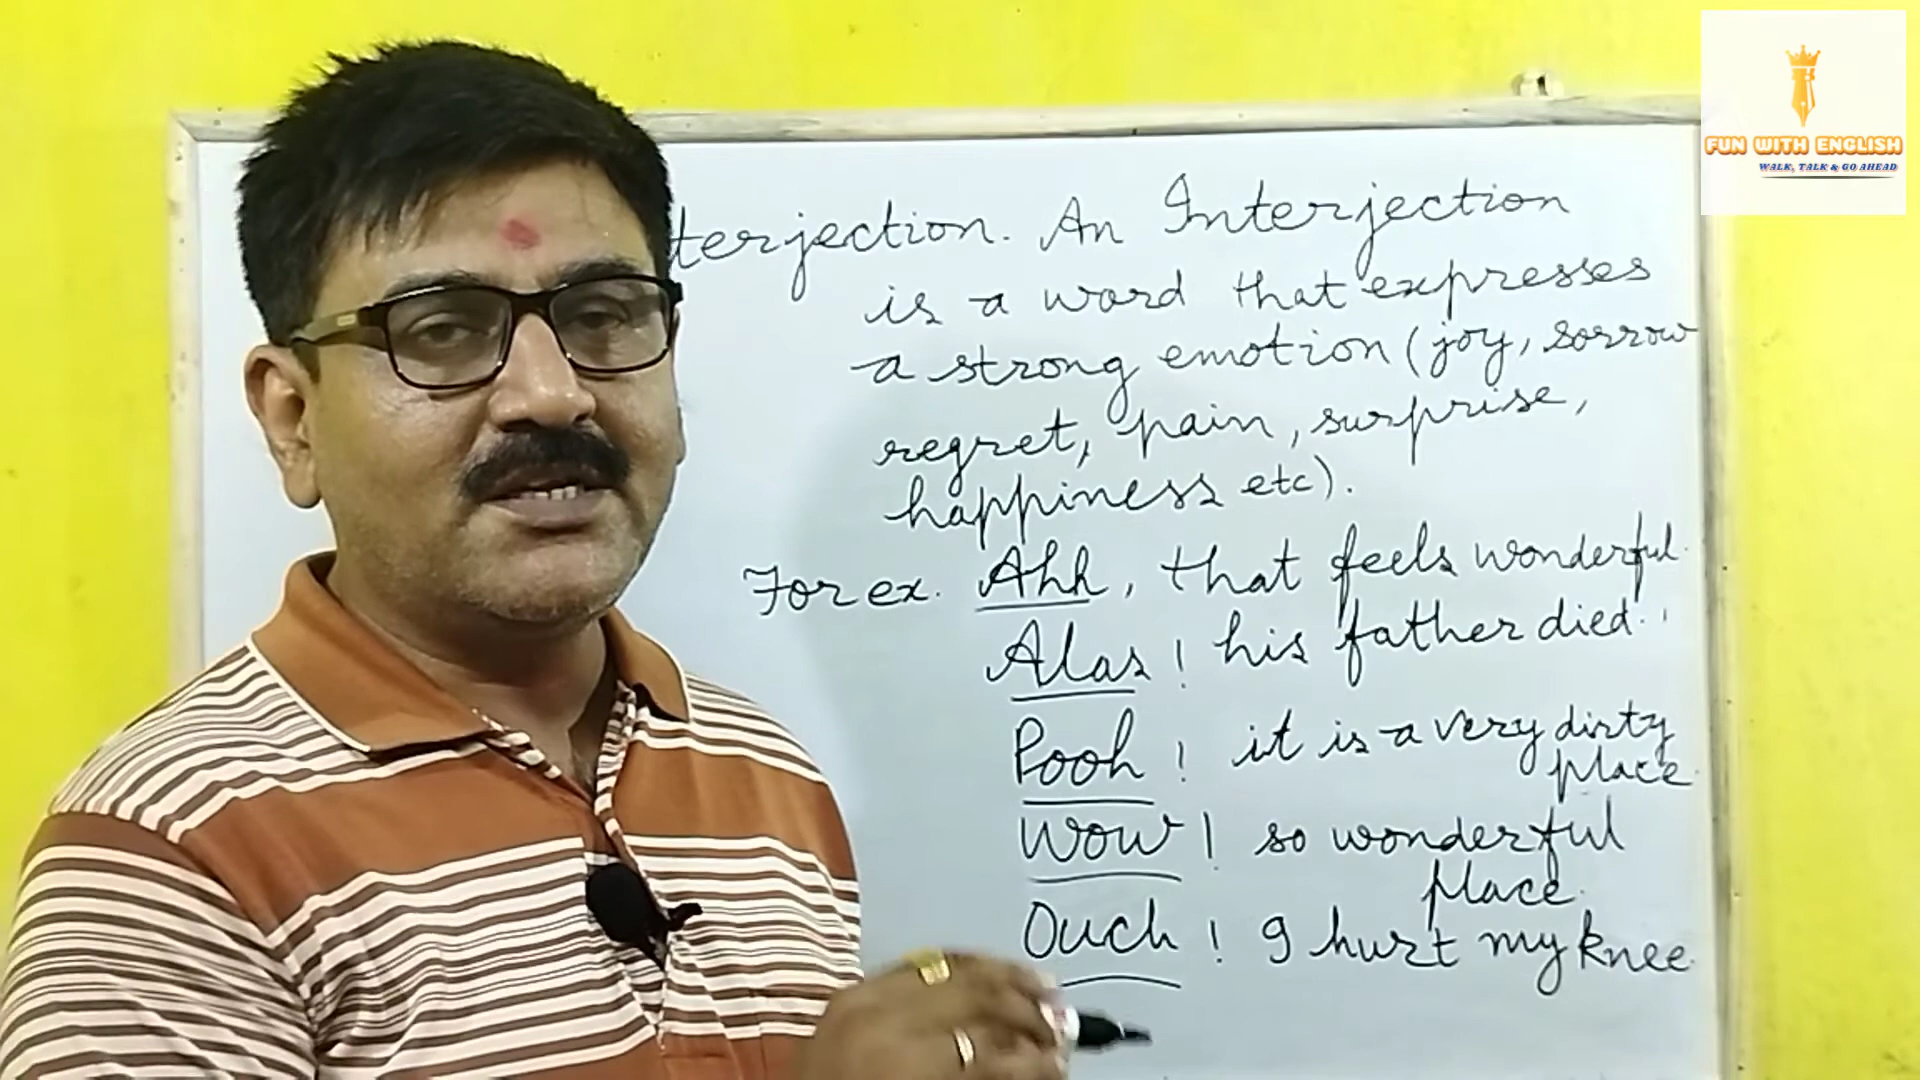 FUN WITH ENGLISH
WALK, TALK & GO AHEAD
terjection. An Interjection
is a word that expresses
a strong emotion (joy, sorrow
regret, pain, surprise,
happiness etc).
For ex. Ahh, that feels wonderful.
Alas! his father died.
Pooh! it is a very dirty
place.
Wow! so wonderful
place.
Ouch! I hurt my knee.